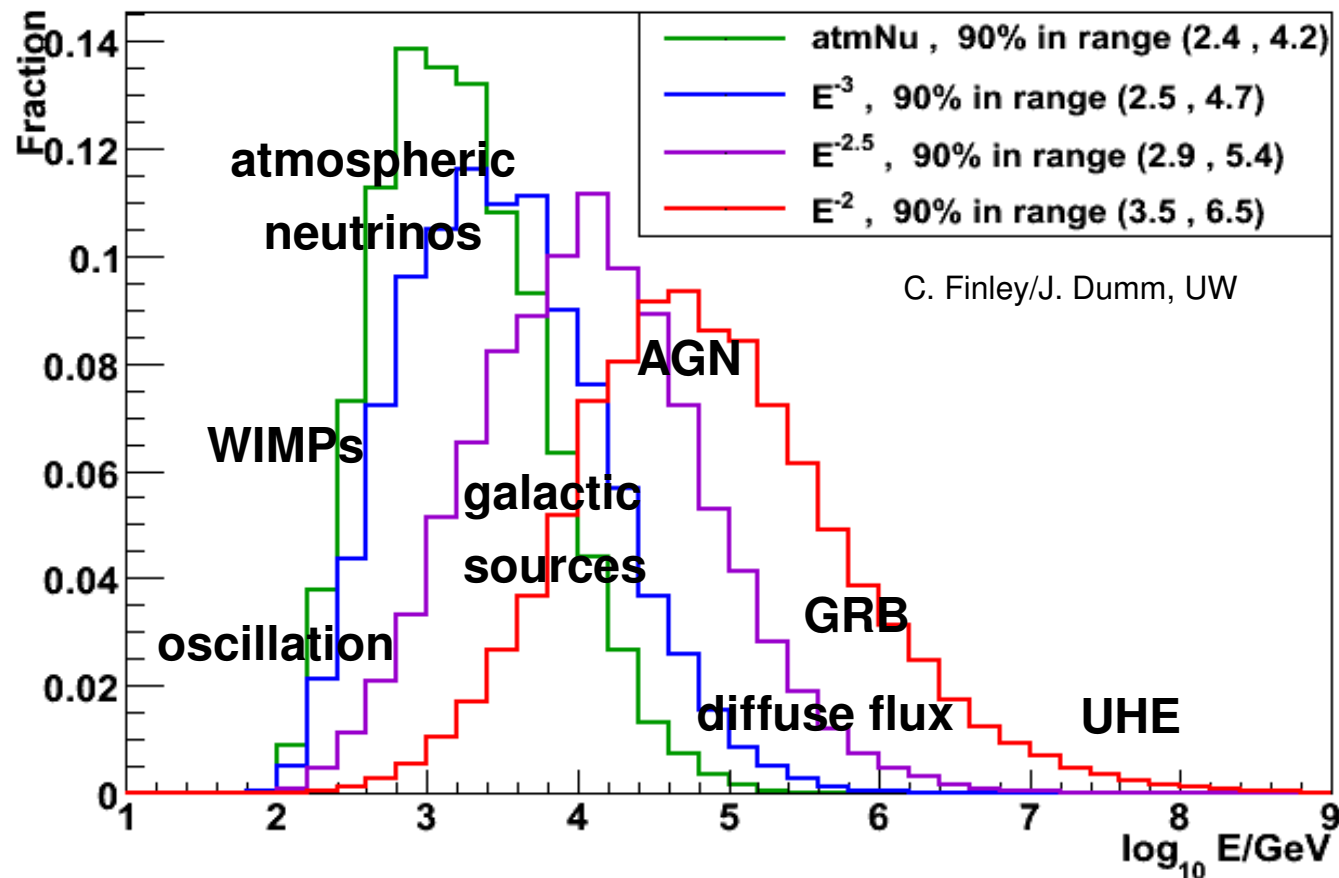 Fraction
0.14
0.12
0.1
0.08
0.06
0.04
0.02
0
atmNu , 90% in range (2.4 , 4.2)
E⁻³ , 90% in range (2.5 , 4.7)
E⁻²·⁵ , 90% in range (2.9 , 5.4)
E⁻² , 90% in range (3.5 , 6.5)
C. Finley/J. Dumm, UW
atmospheric
neutrinos
AGN
WIMPs
galactic
sources
GRB
oscillation
diffuse flux
UHE
1 2 3 4 5 6 7 8 9
log₁₀ E/GeV